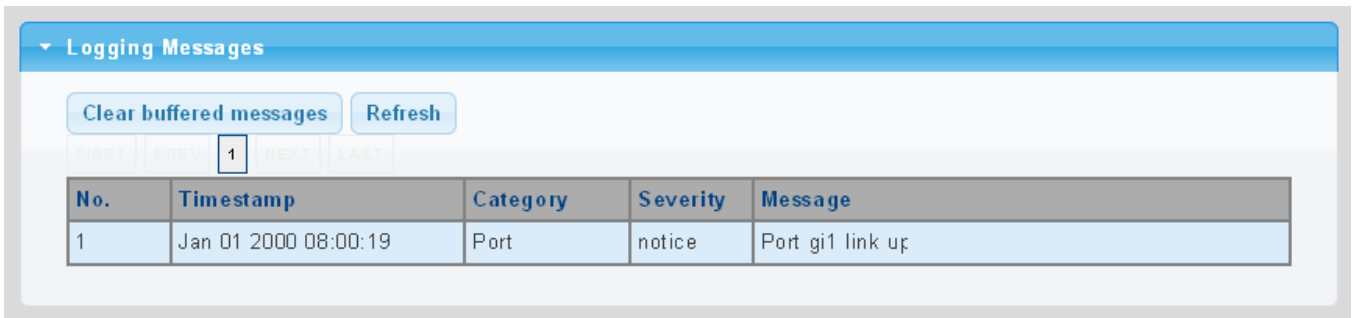 Logging Messages
Clear buffered messages Refresh
FIRST PREV 1 NEXT LAST
No. Timestamp Category Severity Message
1 Jan 01 2000 08:00:19 Port notice Port gi1 link up